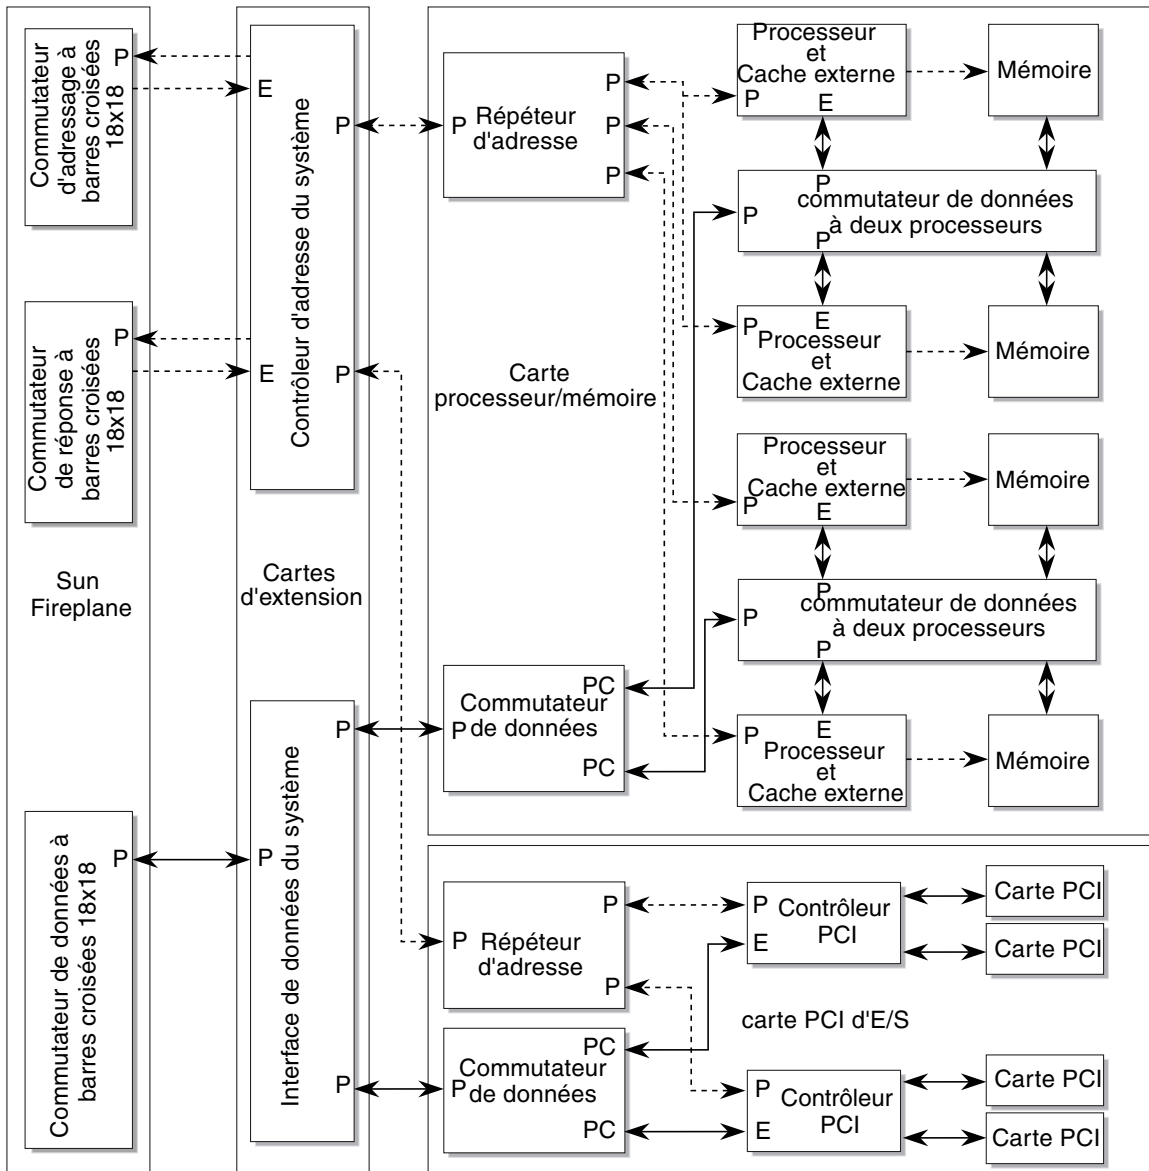 Commutateur
d'adressage à
barres croisées
18x18
P
E
Commutateur
de réponse à
barres croisées
18x18
P
E
Sun
Fireplane
Commutateur de données à
barres croisées 18x18
P
Contrôleur d'adresse du système
P
P
Cartes
d'extension
Interface de données du système
P
P
P
Répéteur
d'adresse
P
P
P
P
Carte
processeur/mémoire
Commutateur
de données
P
PC
PC
Processeur
et
Cache externe
P
E
Mémoire
commutateur de données
à deux processeurs
P
P
P
Processeur
et
Cache externe
P
E
Mémoire
Processeur
et
Cache externe
P
E
Mémoire
commutateur de données
à deux processeurs
P
P
P
Processeur
et
Cache externe
P
E
Mémoire
Répéteur
d'adresse
P
P
P
Contrôleur
PCI
P
E
Carte PCI
Carte PCI
carte PCI d'E/S
Commutateur
de données
P
PC
PC
Contrôleur
PCI
P
E
Carte PCI
Carte PCI